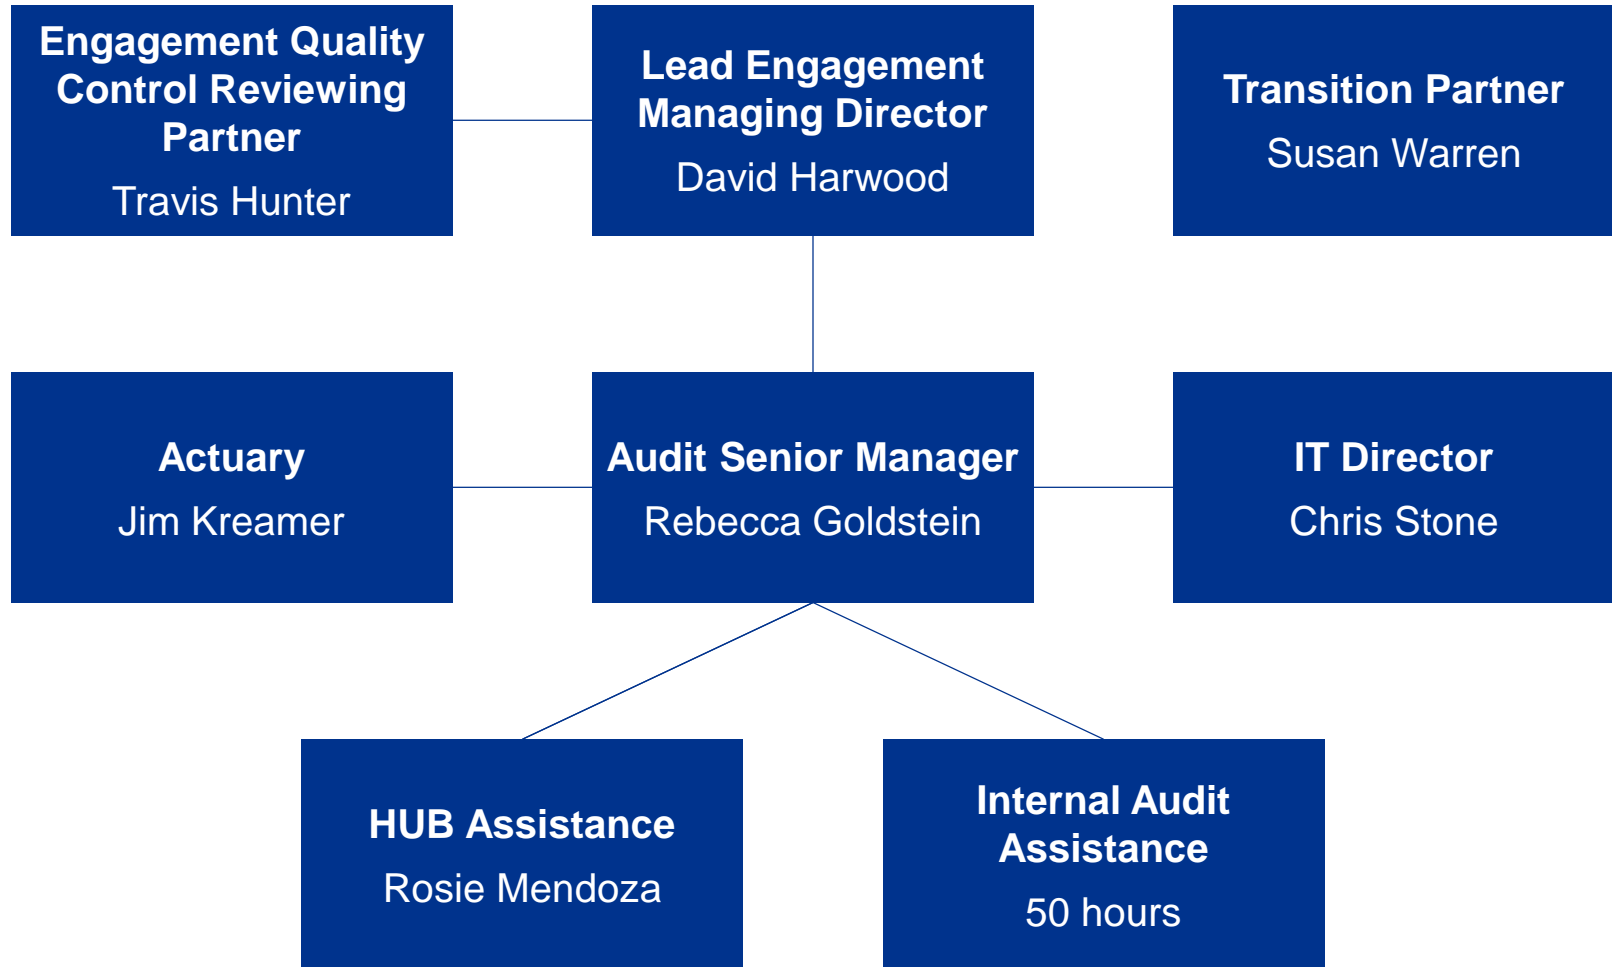 Engagement Quality
Control Reviewing
Partner
Travis Hunter
Lead Engagement
Managing Director
David Harwood
Transition Partner
Susan Warren
Actuary
Jim Kreamer
Audit Senior Manager
Rebecca Goldstein
IT Director
Chris Stone
HUB Assistance
Rosie Mendoza
Internal Audit
Assistance
50 hours